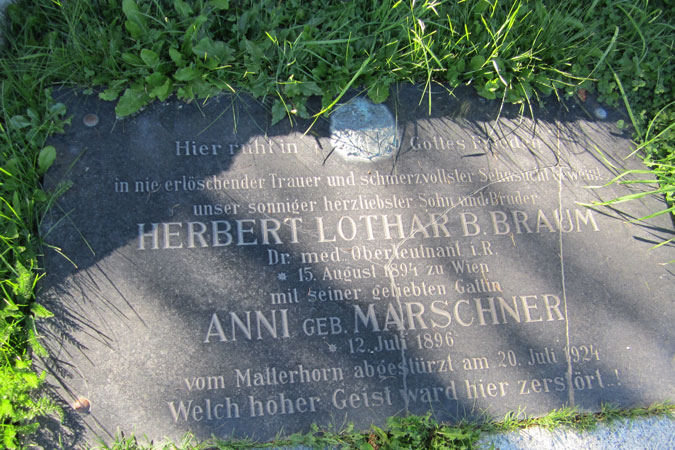 Hier ruht in Gottes Frieden
in nie erlöschender Trauer und schmerzvollster Sehnsucht beweint
unser sonniger herzliebster Sohn und Bruder
HERBERT LOTHAR B. BRAUM
Dr. med. Oberleutnant i. R.
* 15. August 1894 zu Wien
mit seiner geliebten Gattin
ANNI GEB. MARSCHNER
* 12. Juli 1896
vom Matterhorn abgestürzt am 20. Juli 1924
Welch hoher Geist ward hier zerstört..!